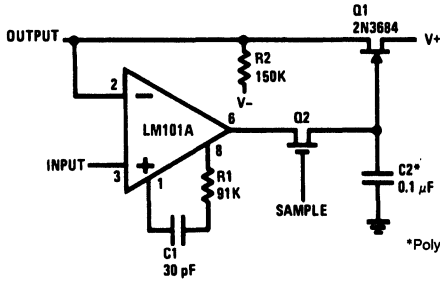 Q1
2N3684
OUTPUT
V+
R2
150K
V-
2
LM101A
6
Q2
8
INPUT
3
1
R1
91K
C2*
0.1 µF
SAMPLE
C1
30 pF
*Poly